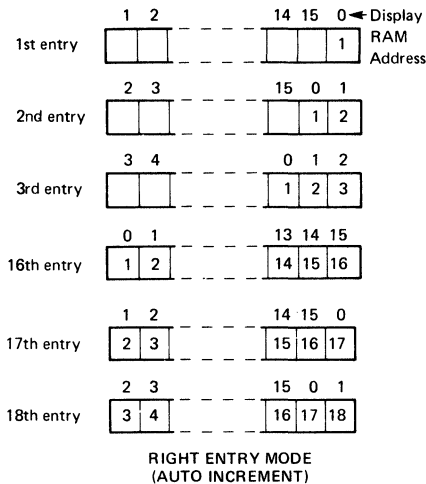 1 2 14 15 0 Display
1st entry 1 RAM
Address
2 3 15 0 1
2nd entry 1 2
3 4 0 1 2
3rd entry 1 2 3
0 1 13 14 15
16th entry 1 2 14 15 16
1 2 14 15 0
17th entry 2 3 15 16 17
2 3 15 0 1
18th entry 3 4 16 17 18
RIGHT ENTRY MODE
(AUTO INCREMENT)